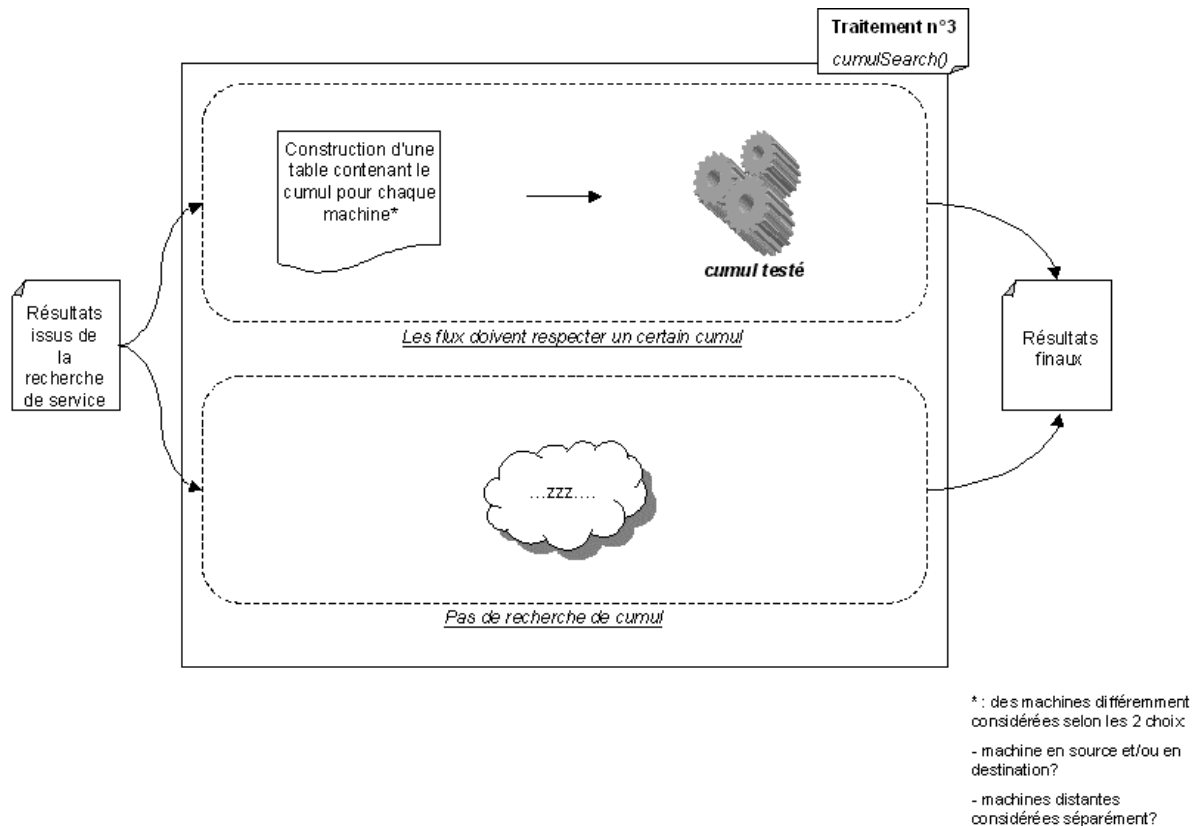 Traitement n°3
cumulSearch()
Construction d'une
table contenant le
cumul pour chaque
machine*
cumul testé
Les flux doivent respecter un certain cumul
Résultats
issus de
la
recherche
de service
Résultats
finaux
...zzz....
Pas de recherche de cumul
* : des machines différemment
considérées selon les 2 choix
- machine en source et/ou en
destination?
- machines distantes
considérées séparément?